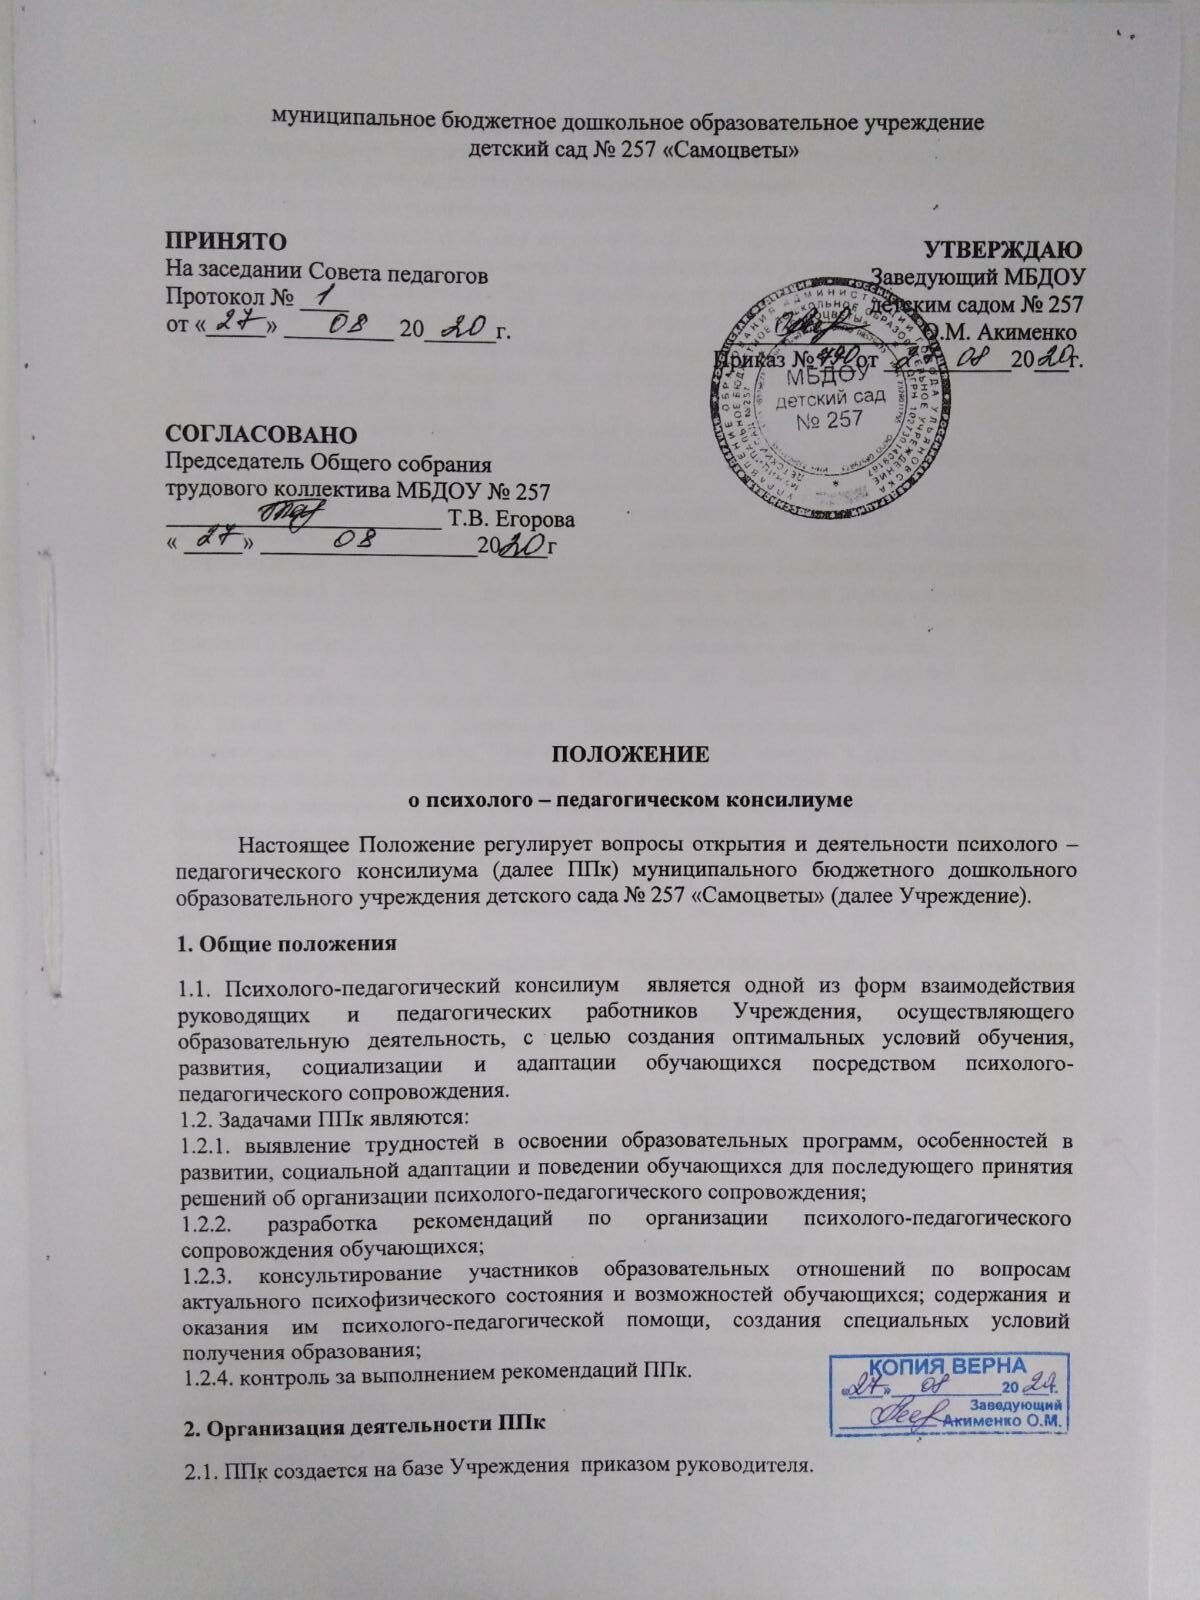 муниципальное бюджетное дошкольное образовательное учреждение
детский сад № 257 «Самоцветы»
ПРИНЯТО
На заседании Совета педагогов
Протокол № 1
от « 27 » 08 20 20 г.
УТВЕРЖДАЮ
Заведующий МБДОУ
детским садом № 257
О.М. Акименко
Приказ № от 08 20 20 г.
МБДОУ
детский сад
№ 257
СОГЛАСОВАНО
Председатель Общего собрания
трудового коллектива МБДОУ № 257
Т.В. Егорова
« 27 » 08 2020 г
ПОЛОЖЕНИЕ
о психолого – педагогическом консилиуме
Настоящее Положение регулирует вопросы открытия и деятельности психолого –
педагогического консилиума (далее ППк) муниципального бюджетного дошкольного
образовательного учреждения детского сада № 257 «Самоцветы» (далее Учреждение).
1. Общие положения
1.1. Психолого-педагогический консилиум является одной из форм взаимодействия
руководящих и педагогических работников Учреждения, осуществляющего
образовательную деятельность, с целью создания оптимальных условий обучения,
развития, социализации и адаптации обучающихся посредством психолого-
педагогического сопровождения.
1.2. Задачами ППк являются:
1.2.1. выявление трудностей в освоении образовательных программ, особенностей в
развитии, социальной адаптации и поведении обучающихся для последующего принятия
решений об организации психолого-педагогического сопровождения;
1.2.2. разработка рекомендаций по организации психолого-педагогического
сопровождения обучающихся;
1.2.3. консультирование участников образовательных отношений по вопросам
актуального психофизического состояния и возможностей обучающихся; содержания и
оказания им психолого-педагогической помощи, создания специальных условий
получения образования;
1.2.4. контроль за выполнением рекомендаций ППк.
КОПИЯ ВЕРНА
«27» 08 20 20 г.
Заведующий
Акименко О.М.
2. Организация деятельности ППк
2.1. ППк создается на базе Учреждения приказом руководителя.